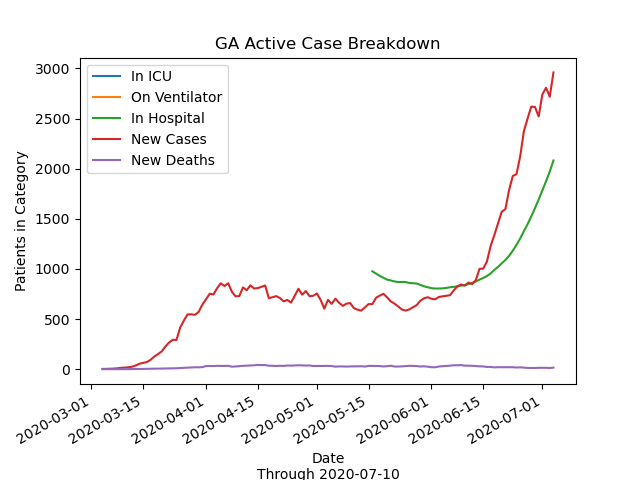 GA Active Case Breakdown
In ICU
On Ventilator
In Hospital
New Cases
New Deaths
Patients in Category
3000
2500
2000
1500
1000
500
0
2020-03-01
2020-03-15
2020-04-01
2020-04-15
2020-05-01
2020-05-15
2020-06-01
2020-06-15
2020-07-01
Date
Through 2020-07-10